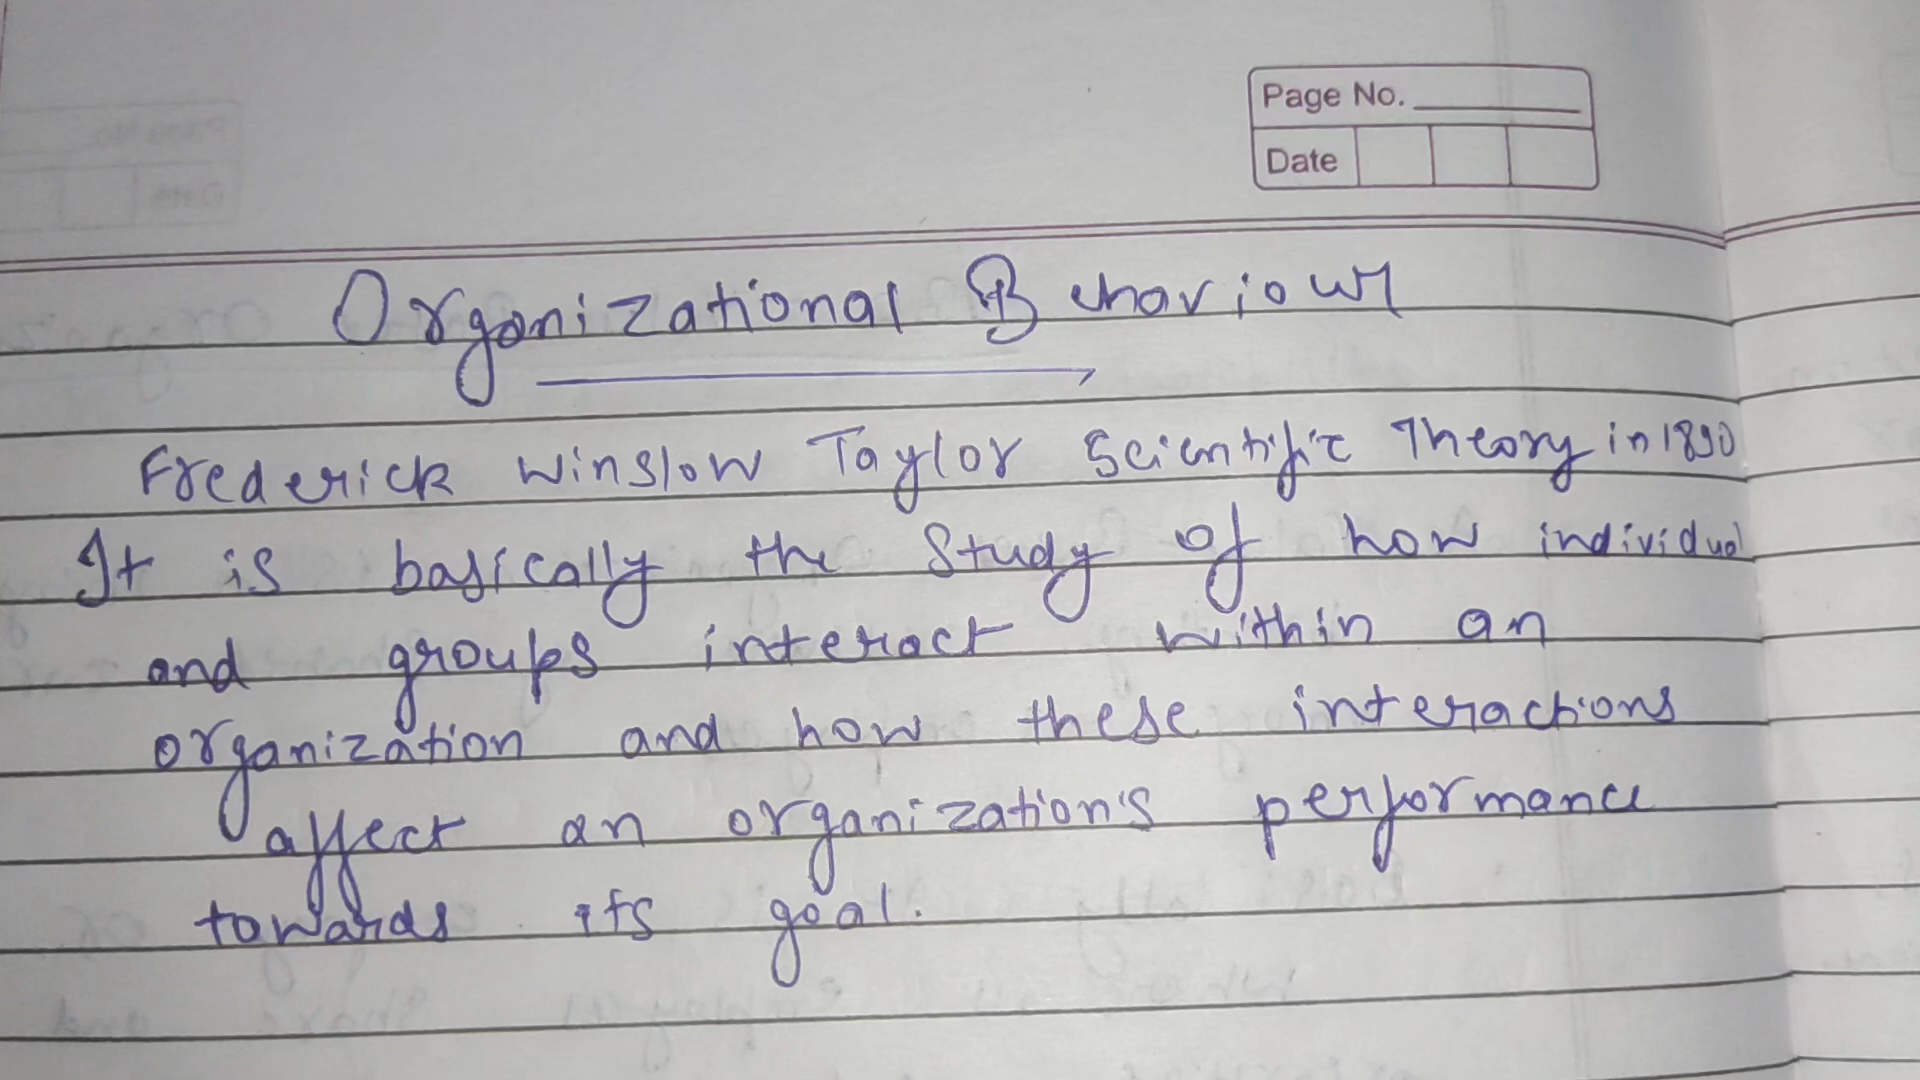 Page No.
Date
Organizational Behaviour
Frederick Winslow Taylor Scientific Theory in 1890
It is basically the study of how individual
and groups interact within an
organization and how these interactions
affect an organization's performance
towards its goal.